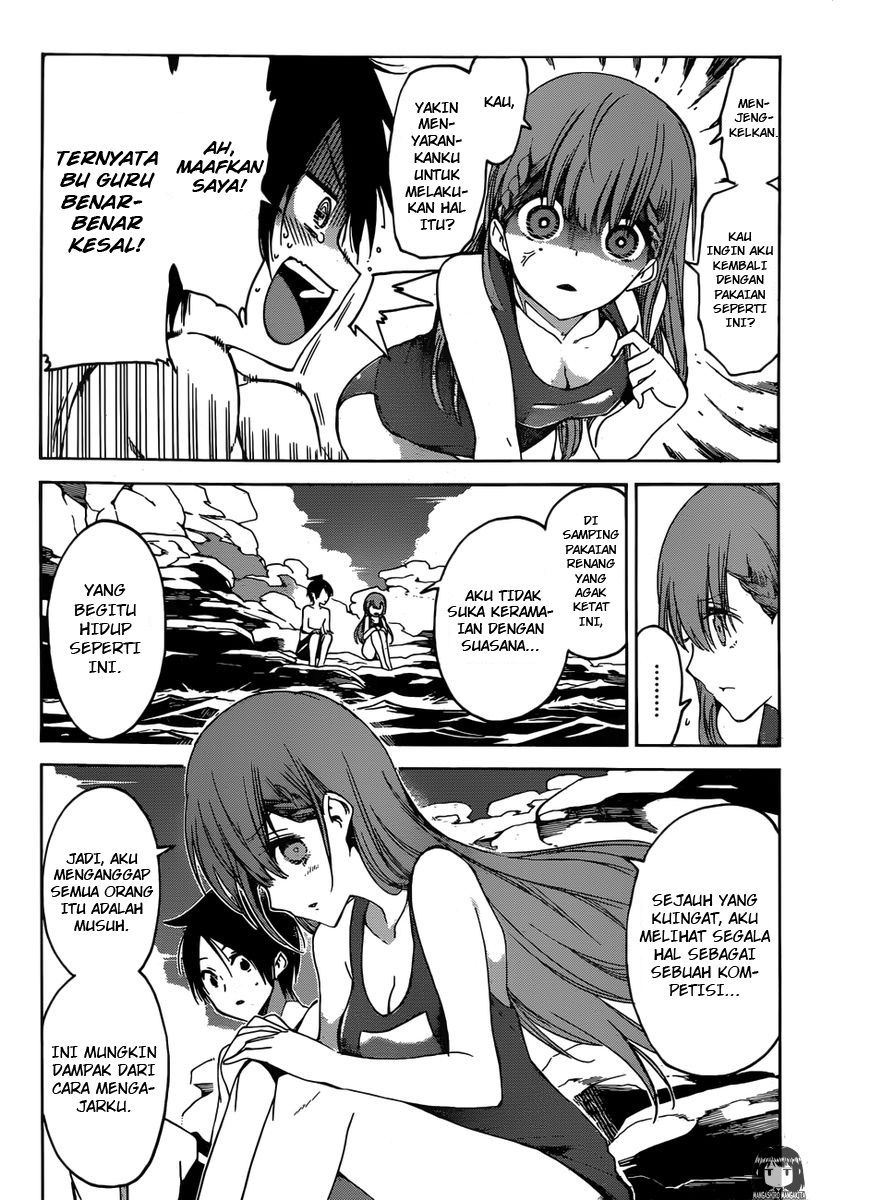 MEN-
JENG-
KELKAN.
KAU
INGIN AKU
KEMBALI
DENGAN
PAKAIAN
SEPERTI
INI?
KAU,
YAKIN
MEN-
YARAN-
KANKU
UNTUK
MELAKU-
KAN HAL
ITU?
AH,
MAAFKAN
SAYA!
TERNYATA
BU GURU
BENAR-
BENAR
KESAL!
.........
DI
SAMPING
PAKAIAN
RENANG
YANG
AGAK
KETAT
INI,
AKU TIDAK
SUKA KERAMA-
IAN DENGAN
SUASANA...
YANG
BEGITU
HIDUP
SEPERTI
INI.
SEJAUH YANG
KUINGAT, AKU
MELIHAT SEGALA
HAL SEBAGAI
SEBUAH KOM-
PETISI...
JADI, AKU
MENGANGGAP
SEMUA ORANG
ITU ADALAH
MUSUH.
INI MUNGKIN
DAMPAK DARI
CARA MENGA-
JARKU.
MANGASHIRO MANGAKITA